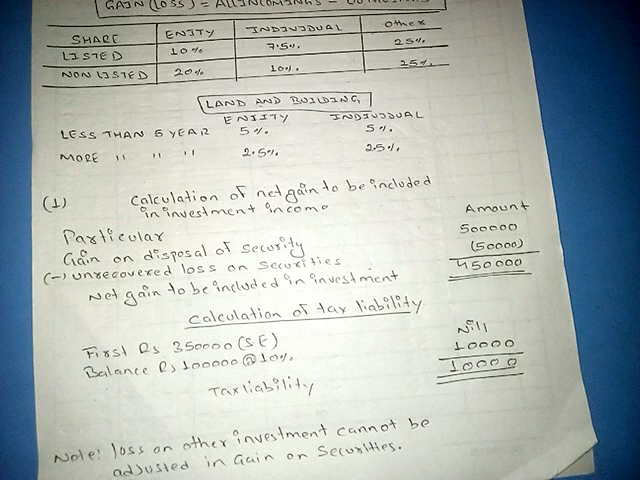 GAIN (LOSS) = ALL INCOMINGS - OUTGOINGS
SHARE ENITY INDIVIDUAL Other
LISTED 10% 7.5% 25%
NON LISTED 20% 10% 25%
LAND AND BUILDING
ENTITY INDIVIDUAL
LESS THAN 5 YEAR 5% 5%
MORE " " " 2.5% 2.5%
(1) Calculation of net gain to be included
in investment income
Particular Amount
Gain on disposal of security 500000
(-) unrecovered loss on securities (50000)
Net gain to be included in investment 450000
Calculation of tax liability
First Rs 350000 (SE) Nill
Balance Rs 100000 @ 10% 10000
Tax liability 10000
Note: loss on other investment cannot be
adjusted in Gain on Securities.